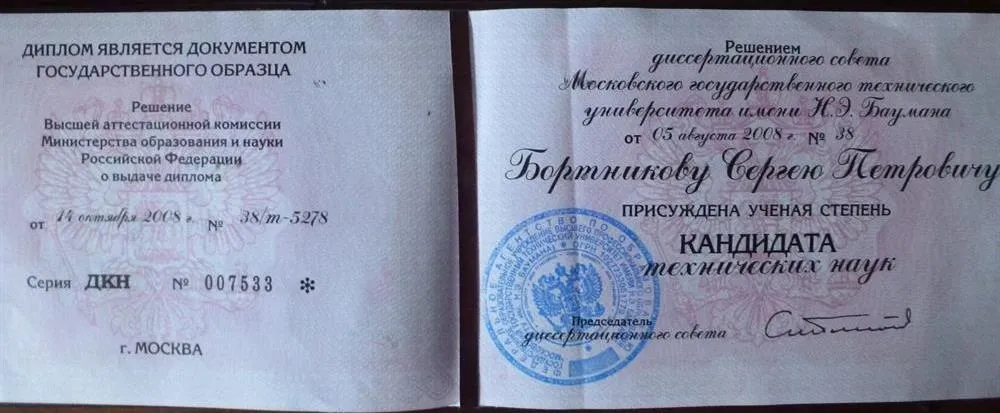 ДИПЛОМ ЯВЛЯЕТСЯ ДОКУМЕНТОМ
ГОСУДАРСТВЕННОГО ОБРАЗЦА
Решение
Высшей аттестационной комиссии
Министерства образования и науки
Российской Федерации
о выдаче диплома
от 14 октября 2008 г. № 38/т-5278
Серия ДКН № 007533 *
г. МОСКВА
Решением
диссертационного совета
Московского государственного технического
университета имени Н.Э. Баумана
от 05 августа 2008 г. № 38
Бортникову Сергею Петровичу
ПРИСУЖДЕНА УЧЕНАЯ СТЕПЕНЬ
КАНДИДАТА
технических наук
Председатель
диссертационного совета